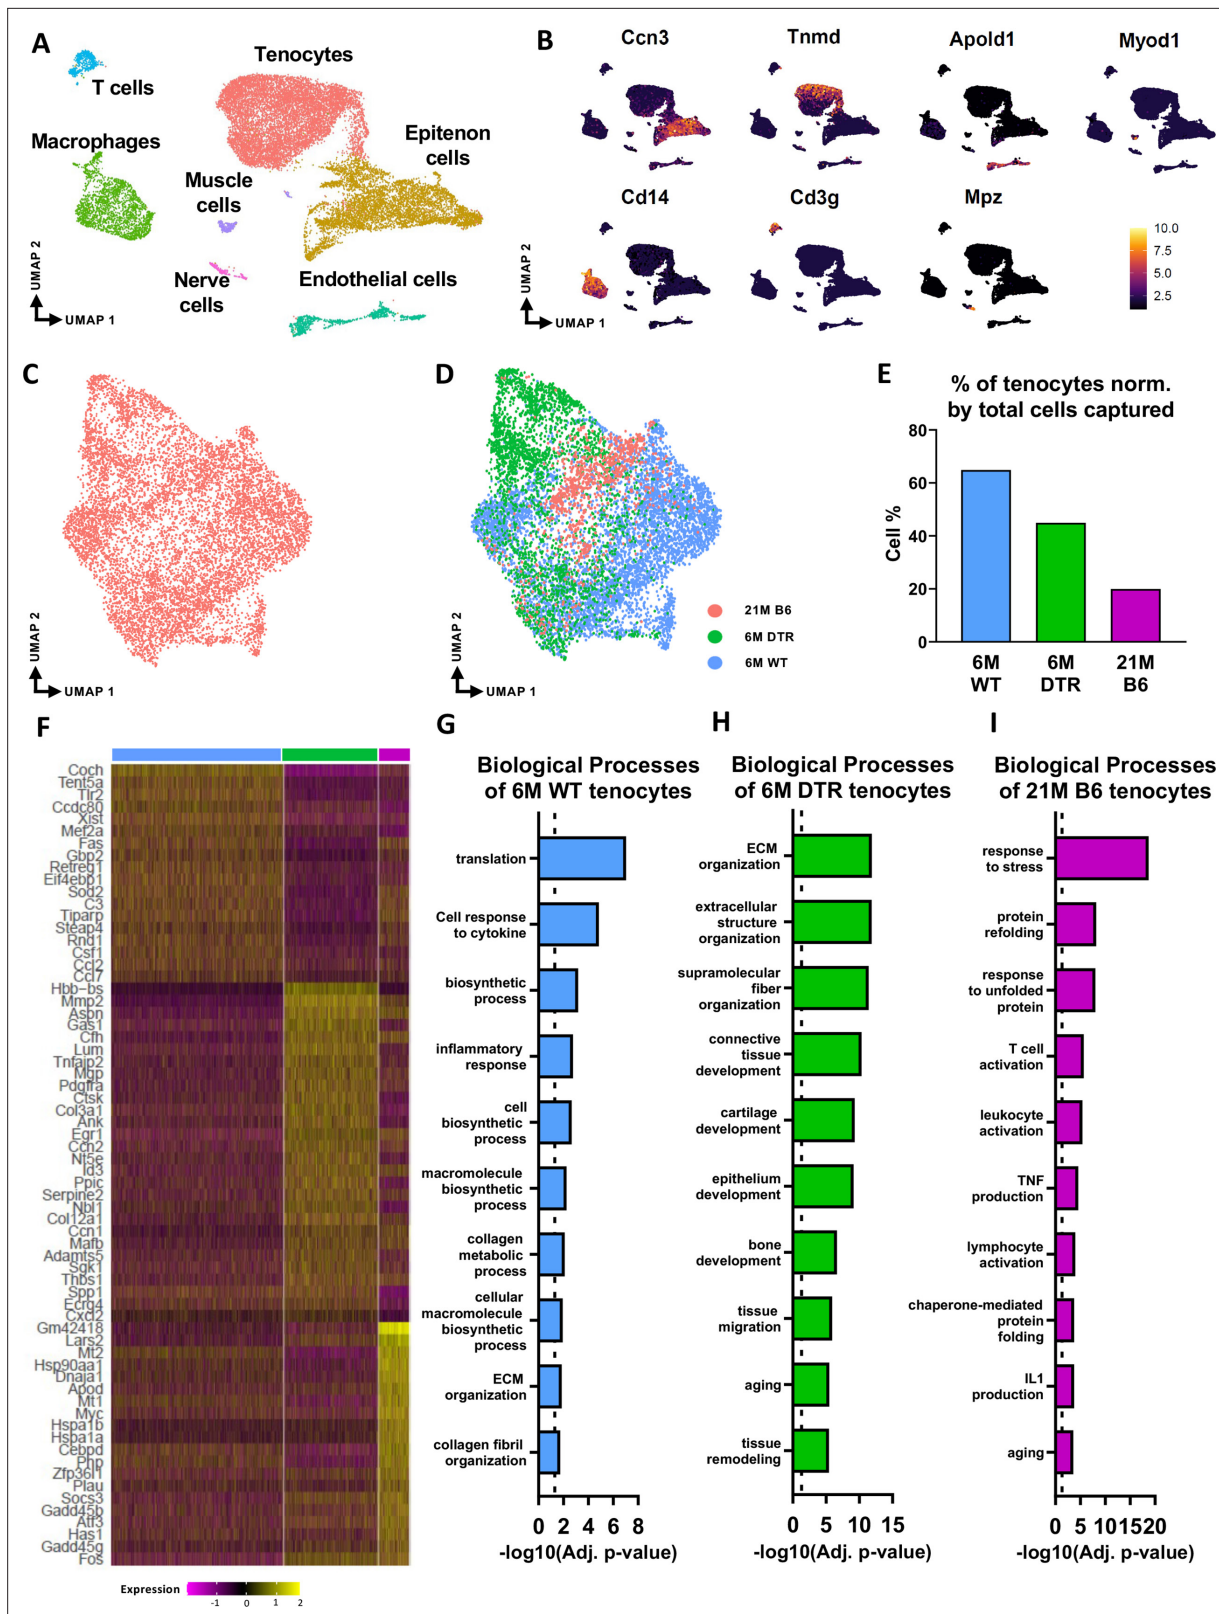 A
Tenocytes
T cells
Macrophages
Epitenon
cells
Muscle
cells
Nerve
cells
Endothelial cells
UMAP 2
UMAP 1
B
Ccn3
Tnmd
Apold1
Myod1
Cd14
Cd3g
Mpz
10.0
7.5
5.0
2.5
UMAP 2
UMAP 1
C
UMAP 2
UMAP 1
D
21M B6
6M DTR
6M WT
UMAP 2
UMAP 1
E
% of tenocytes norm.
by total cells captured
Cell %
80
60
40
20
0
6M
WT
6M
DTR
21M
B6
F
Coch
Tent5a
Tlr2
Ccdc80
Xist
Mef2a
Fas
Gbp2
Retreg1
Eif4ebp1
Sod2
C3
Tiparp
Steap4
Rnd1
Csf1
Ccl2
Ccl7
Hbb-bs
Mmp2
Aspn
Gas1
Cfh
Lum
Tnfaip2
Mgp
Pdgfra
Ctsk
Col3a1
Ank
Egr1
Ccn2
Nt5e
Id3
Ppic
Serpine2
Nbl1
Col12a1
Ccn1
Mafb
Adamts5
Sgk1
Thbs1
Spp1
Ecrg4
Cxcl2
Gm42418
Lars2
Mt2
Hsp90aa1
Dnaja1
Apod
Mt1
Myc
Hspa1b
Hspa1a
Cebpd
Php
Zfp36l1
Plau
Socs3
Gadd45b
Atf3
Has1
Gadd45g
Fos
Expression
-1 0 1 2
G
Biological Processes
of 6M WT tenocytes
translation
Cell response
to cytokine
biosynthetic
process
inflammatory
response
cell
biosynthetic
process
macromolecule
biosynthetic
process
collagen
metabolic
process
cellular
macromolecule
biosynthetic
process
ECM
organization
collagen fibril
organization
0 2 4 6 8
-log10(Adj. p-value)
H
Biological Processes
of 6M DTR tenocytes
ECM
organization
extracellular
structure
organization
supramolecular
fiber
organization
connective
tissue
development
cartilage
development
epithelium
development
bone
development
tissue
migration
aging
tissue
remodeling
0 5 10 15
-log10(Adj. p-value)
I
Biological Processes
of 21M B6 tenocytes
response
to stress
protein
refolding
response
to unfolded
protein
T cell
activation
leukocyte
activation
TNF
production
lymphocyte
activation
chaperone-mediated
protein
folding
IL1
production
aging
0 5 10 15 20
-log10(Adj. p-value)